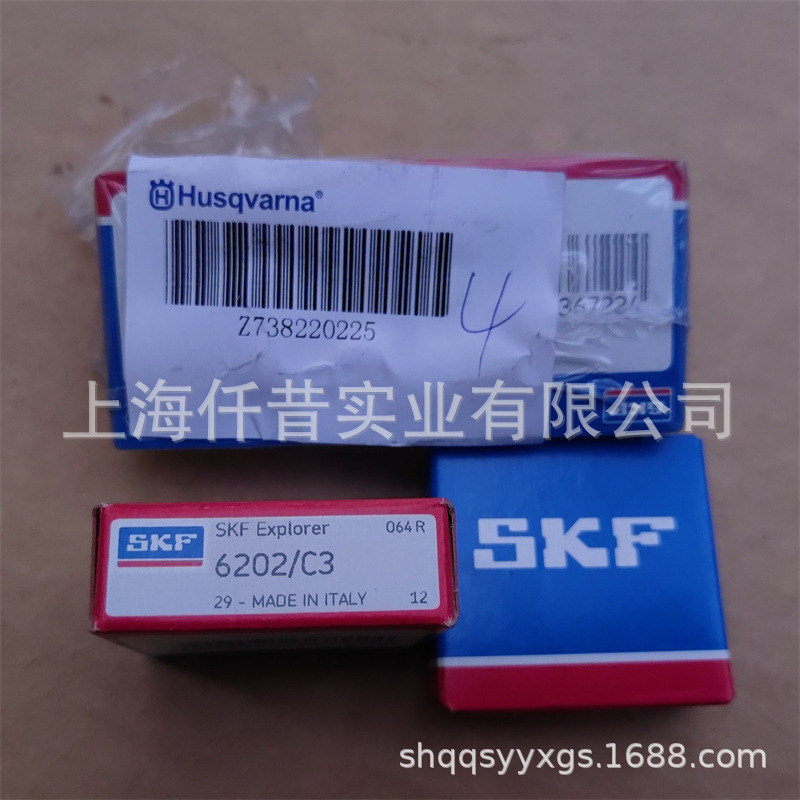 Husqvarna®
Z738220225
4
上海仟昔实业有限公司
SKF
SKF Explorer
064R
6202/C3
29 - MADE IN ITALY
12
SKF
shqqsyyxgs.1688.com